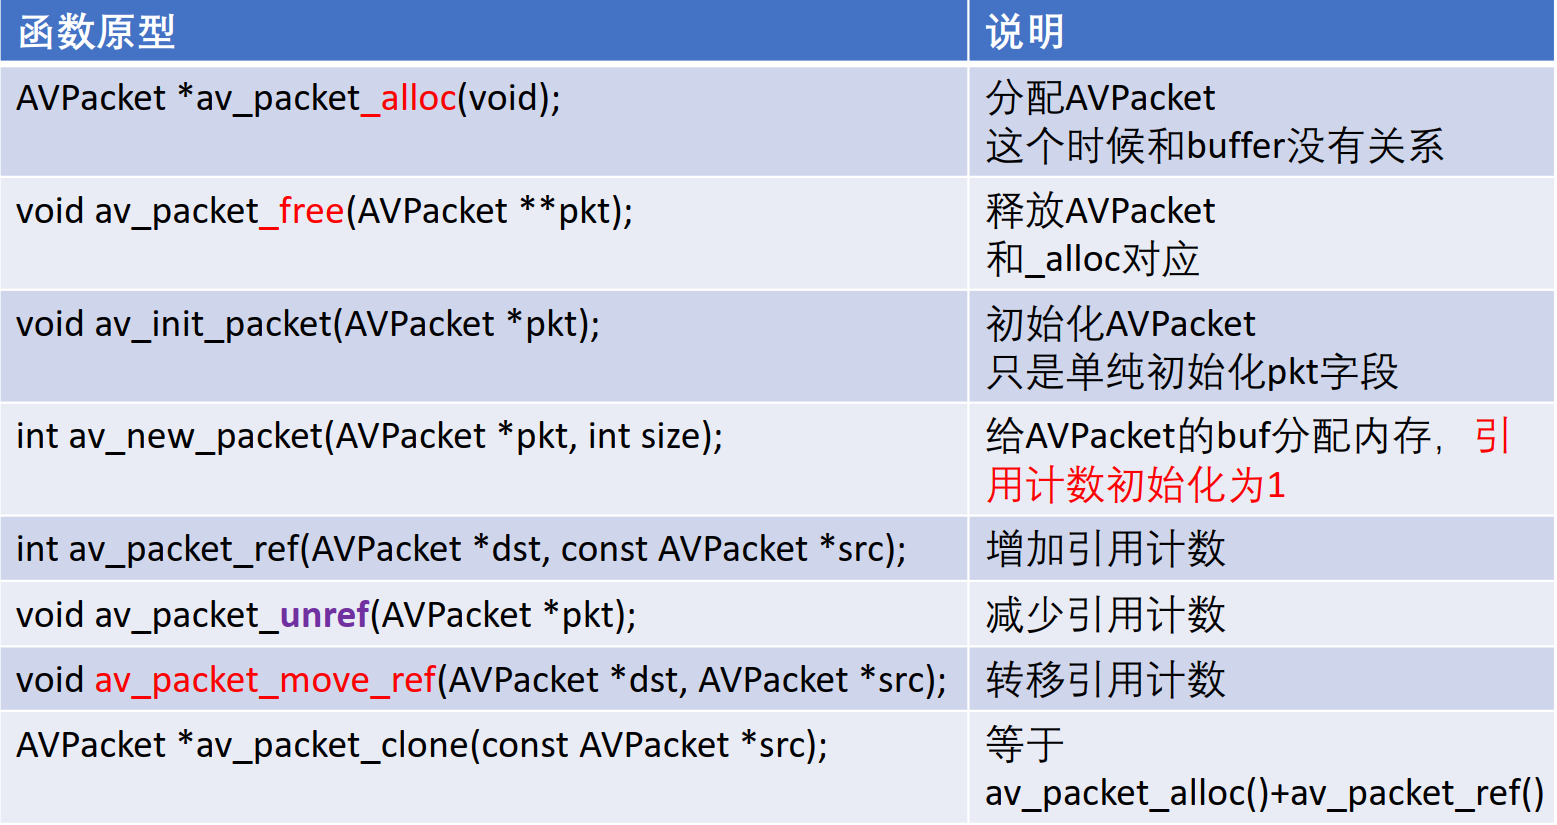 函数原型
说明
AVPacket *av_packet_alloc(void);
分配AVPacket
这个时候和buffer没有关系
void av_packet_free(AVPacket **pkt);
释放AVPacket
和_alloc对应
void av_init_packet(AVPacket *pkt);
初始化AVPacket
只是单纯初始化pkt字段
int av_new_packet(AVPacket *pkt, int size);
给AVPacket的buf分配内存，引
用计数初始化为1
int av_packet_ref(AVPacket *dst, const AVPacket *src);
增加引用计数
void av_packet_unref(AVPacket *pkt);
减少引用计数
void av_packet_move_ref(AVPacket *dst, AVPacket *src);
转移引用计数
AVPacket *av_packet_clone(const AVPacket *src);
等于
av_packet_alloc()+av_packet_ref()